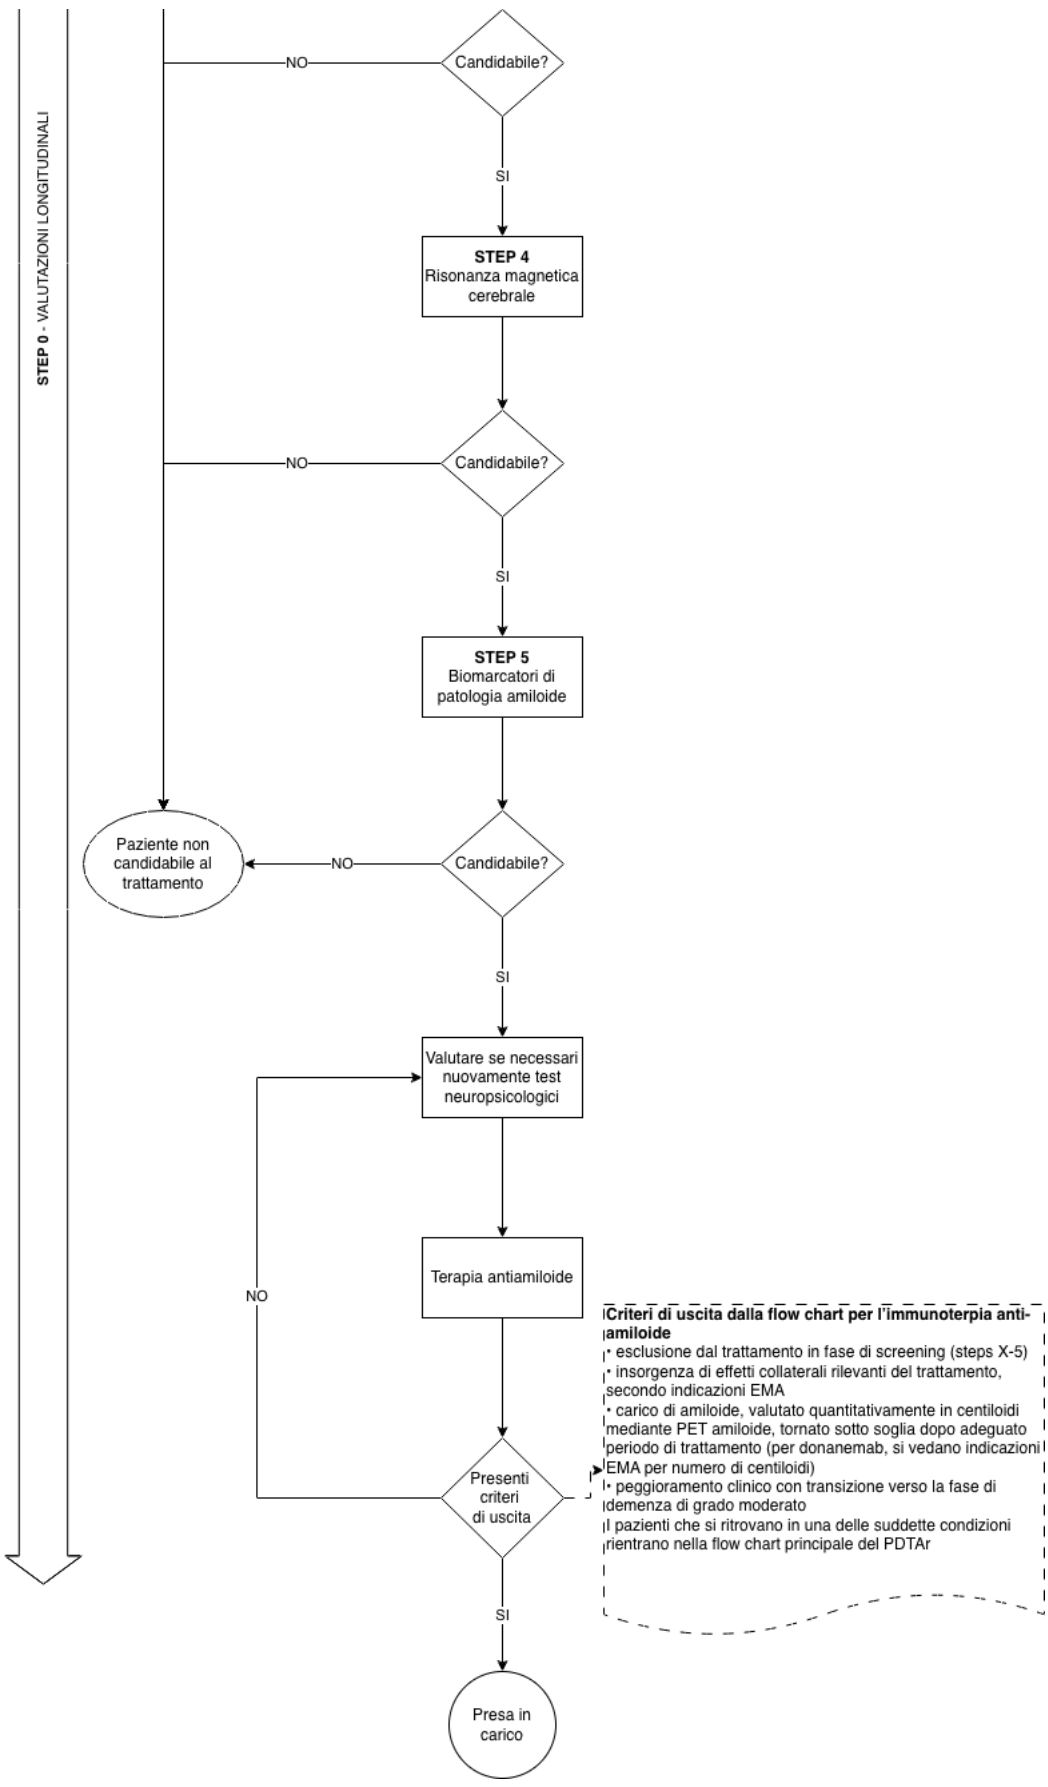 Candidabile?
NO
SI
STEP 0 - VALUTAZIONI LONGITUDINALI
STEP 4
Risonanza magnetica
cerebrale
Candidabile?
NO
SI
STEP 5
Biomarcatori di
patologia amiloide
Paziente non
candidabile al
trattamento
NO
Candidabile?
SI
Valutare se necessari
nuovamente test
neuropsicologici
Terapia antiamiloide
NO
Criteri di uscita dalla flow chart per l'immunoterpia anti-
amiloide
• esclusione dal trattamento in fase di screening (steps X-5)
• insorgenza di effetti collaterali rilevanti del trattamento,
secondo indicazioni EMA
• carico di amiloide, valutato quantitativamente in centiloidi
mediante PET amiloide, tornato sotto soglia dopo adeguato
periodo di trattamento (per donanemab, si vedano indicazioni
EMA per numero di centiloidi)
• peggioramento clinico con transizione verso la fase di
demenza di grado moderato
I pazienti che si ritrovano in una delle suddette condizioni
rientrano nella flow chart principale del PDTAr
Presenti
criteri
di uscita
SI
Presa in
carico